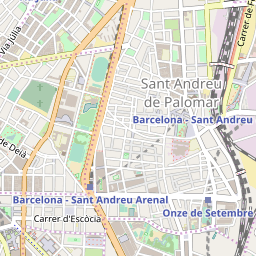 Via Júlia
Carrer de F
Sant Andreu
de Palomar
Barcelona - Sant Andreu
de Deià
Barcelona - Sant Andreu Arenal
Onze de Setembre
Carrer d'Escòcia